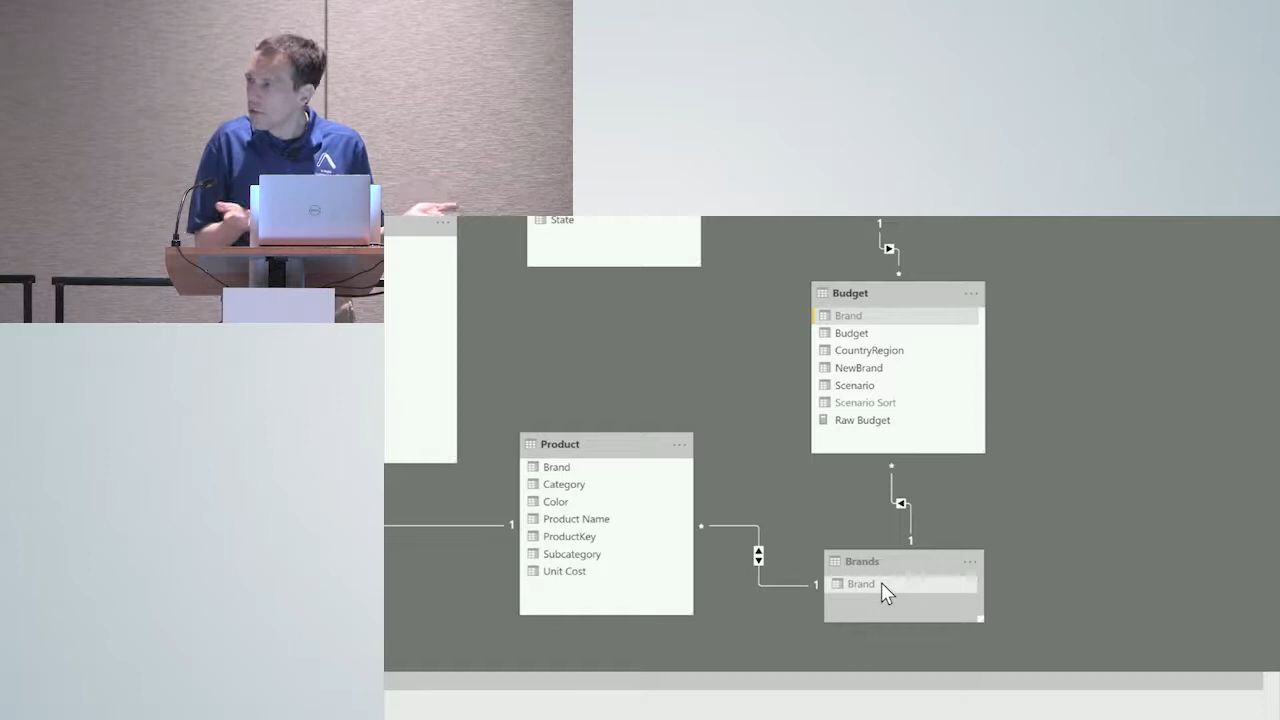 State
1
*
Budget
Brand
Budget
CountryRegion
NewBrand
Scenario
Scenario Sort
Raw Budget
*
1
Product
Brand
Category
Color
Product Name
ProductKey
Subcategory
Unit Cost
1
*
1
Brands
Brand
DELL